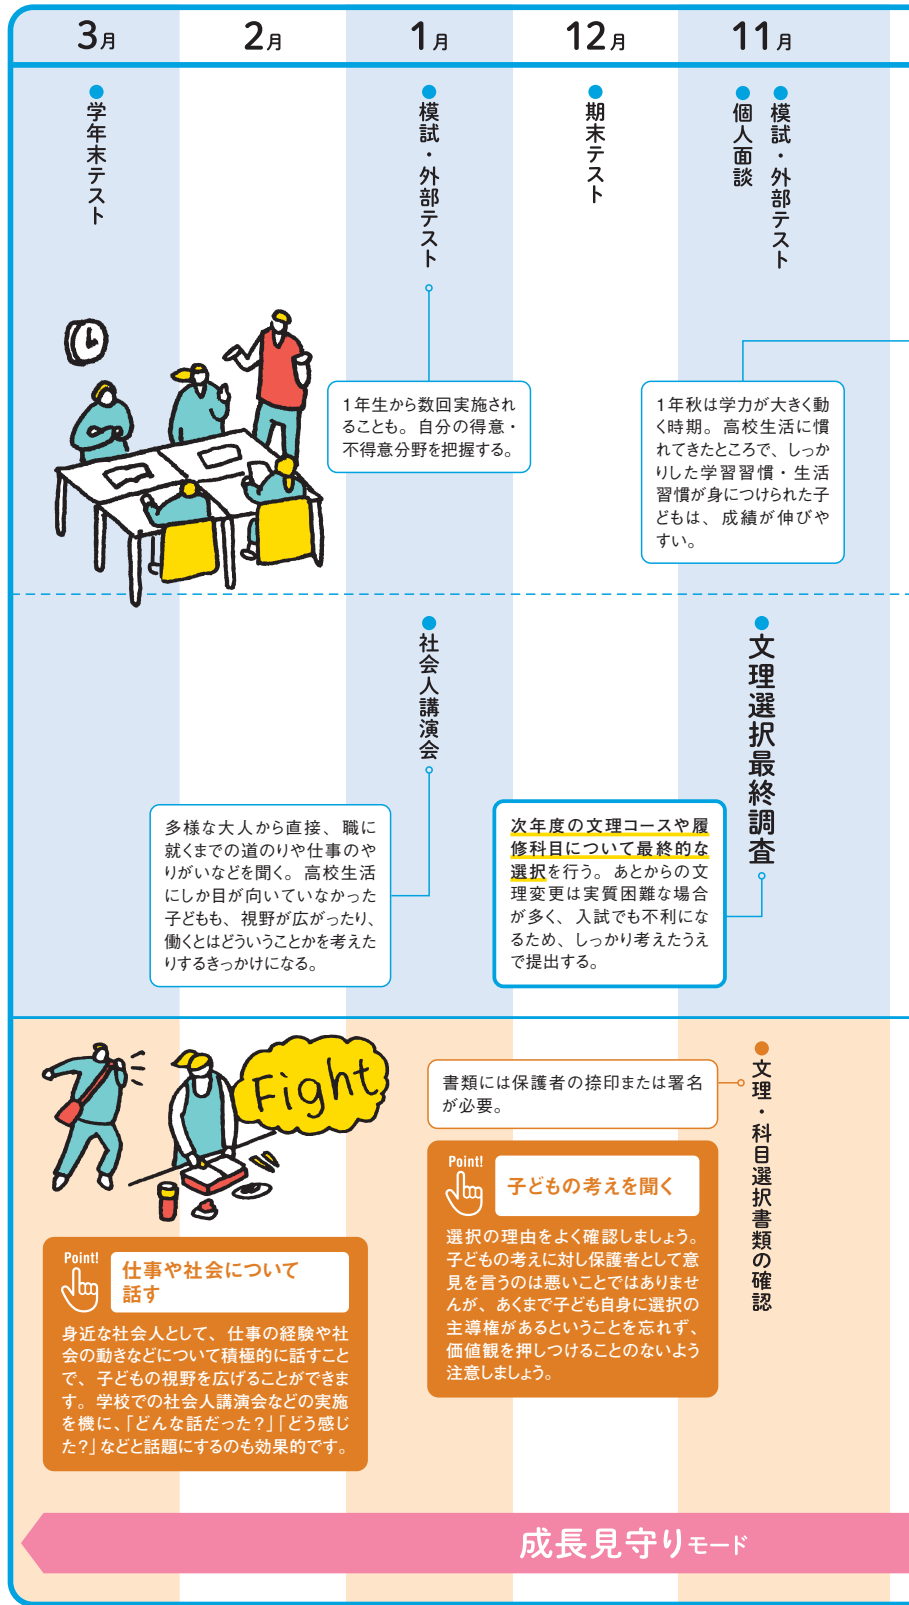 11月
12月
1月
2月
3月
模試・外部テスト
個人面談
期末テスト
模試・外部テスト
学年末テスト
1年秋は学力が大きく動
く時期。高校生活に慣
れてきたところで、しっか
りした学習習慣・生活
習慣が身につけられた子
どもは、成績が伸びや
すい。
1年生から数回実施され
ることも。自分の得意・
不得意分野を把握する。
文理選択最終調査
次年度の文理コースや履
修科目について最終的な
選択を行う。あとからの文
理変更は実質困難な場合
が多く、入試でも不利にな
るため、しっかり考えたうえ
で提出する。
社会人講演会
多様な大人から直接、職に
就くまでの道のりや仕事のや
りがいなどを聞く。高校生活
にしか目が向いていなかった
子どもも、視野が広がったり、
働くとはどういうことかを考えた
りするきっかけになる。
文理・科目選択書類の確認
書類には保護者の捺印または署名
が必要。
Point!
子どもの考えを聞く
選択の理由をよく確認しましょう。
子どもの考えに対し保護者として意
見を言うのは悪いことではありませ
んが、あくまで子ども自身に選択の
主導権があるということを忘れず、
価値観を押しつけることのないよう
注意しましょう。
Fight
Point!
仕事や社会について
話す
身近な社会人として、仕事の経験や社
会の動きなどについて積極的に話すこと
で、子どもの視野を広げることができま
す。学校での社会人講演会などの実施
を機に、「どんな話だった?」「どう感じ
た?」などと話題にするのも効果的です。
成長見守りモード